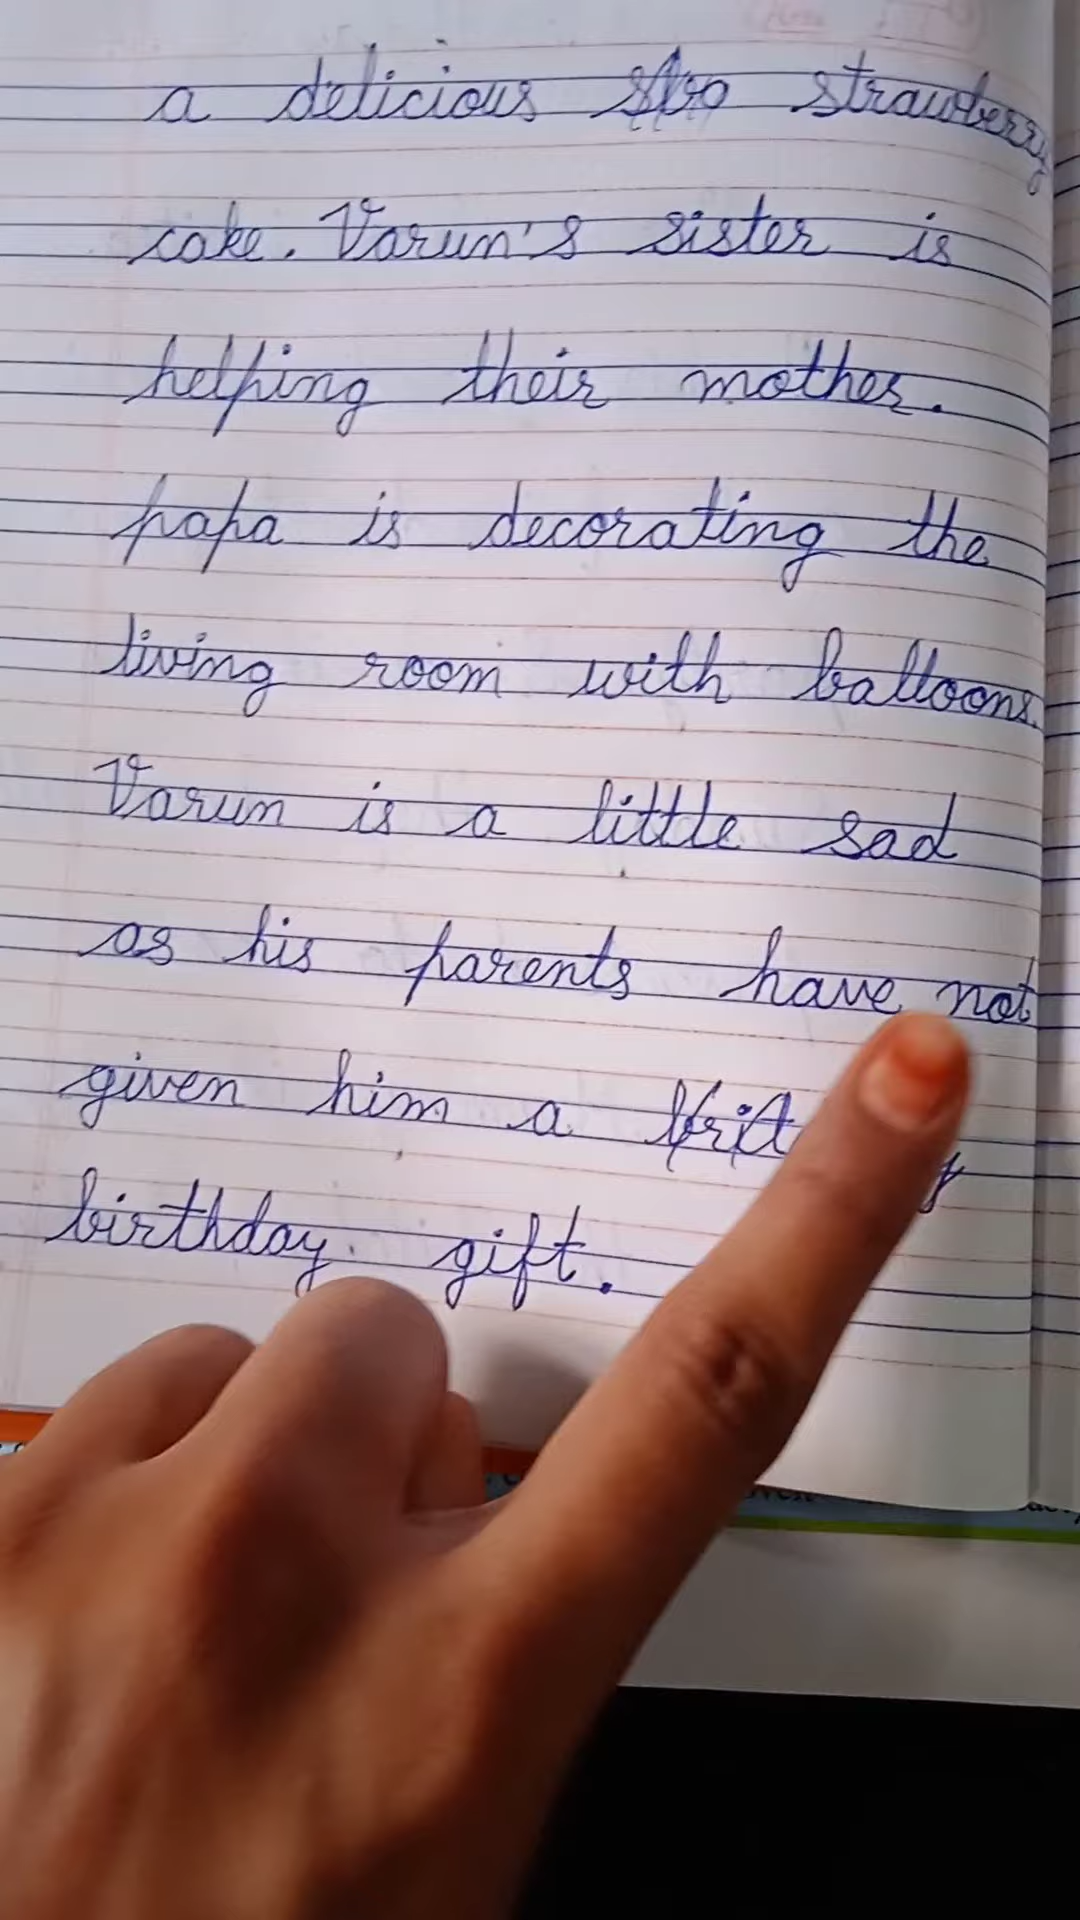 a delicious stro strawberry
cake. Varun's sister is
helping their mother.
papa is decorating the
living room with balloons.
Varun is a little sad
as his parents have not
given him a
birthday gift.